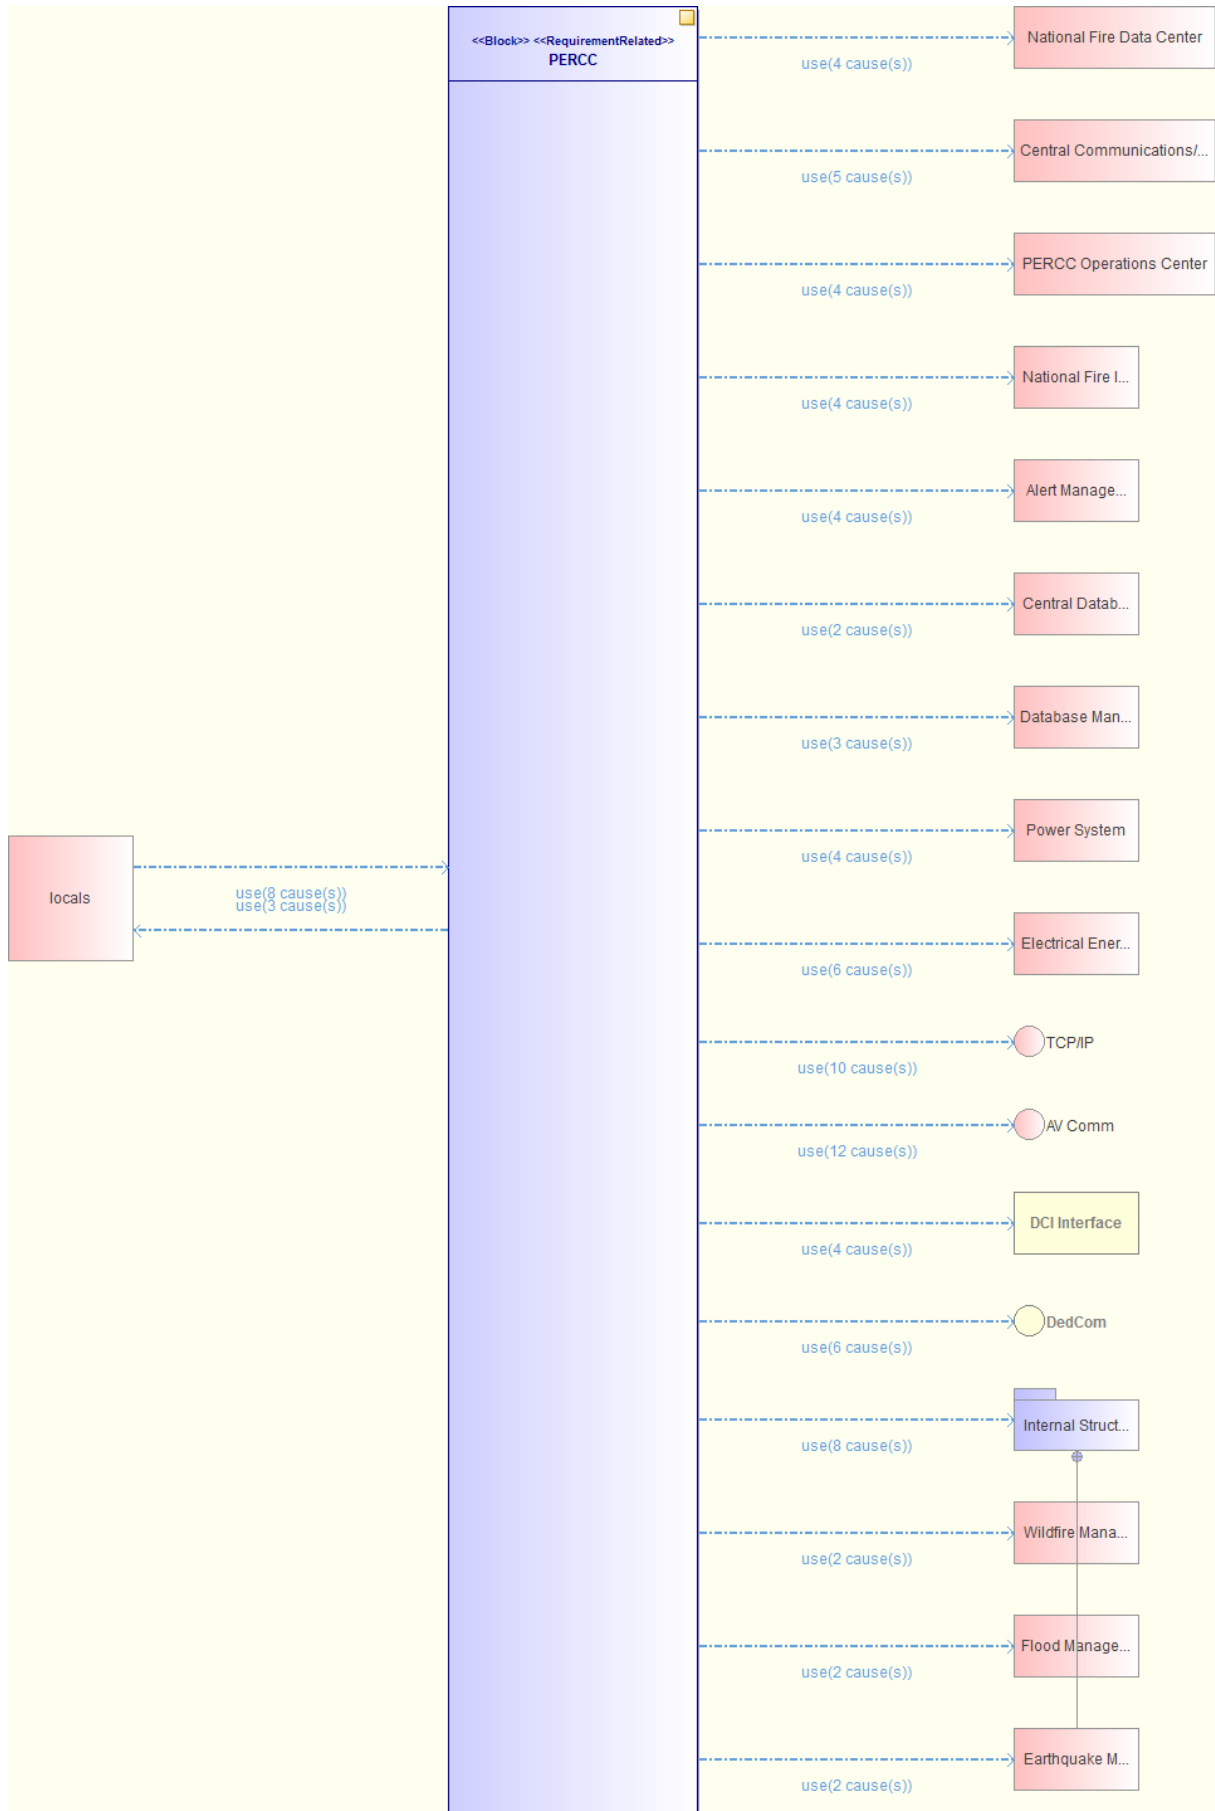 <<Block>> <<RequirementRelated>>
PERCC
National Fire Data Center
use(4 cause(s))
Central Communications/...
use(5 cause(s))
PERCC Operations Center
use(4 cause(s))
National Fire I...
use(4 cause(s))
Alert Manage...
use(4 cause(s))
Central Datab...
use(2 cause(s))
Database Man...
use(3 cause(s))
Power System
use(4 cause(s))
locals
use(8 cause(s))
use(3 cause(s))
Electrical Ener...
use(6 cause(s))
TCP/IP
use(10 cause(s))
AV Comm
use(12 cause(s))
DCI Interface
use(4 cause(s))
DedCom
use(6 cause(s))
Internal Struct...
use(8 cause(s))
Wildfire Mana...
use(2 cause(s))
Flood Manage...
use(2 cause(s))
Earthquake M...
use(2 cause(s))